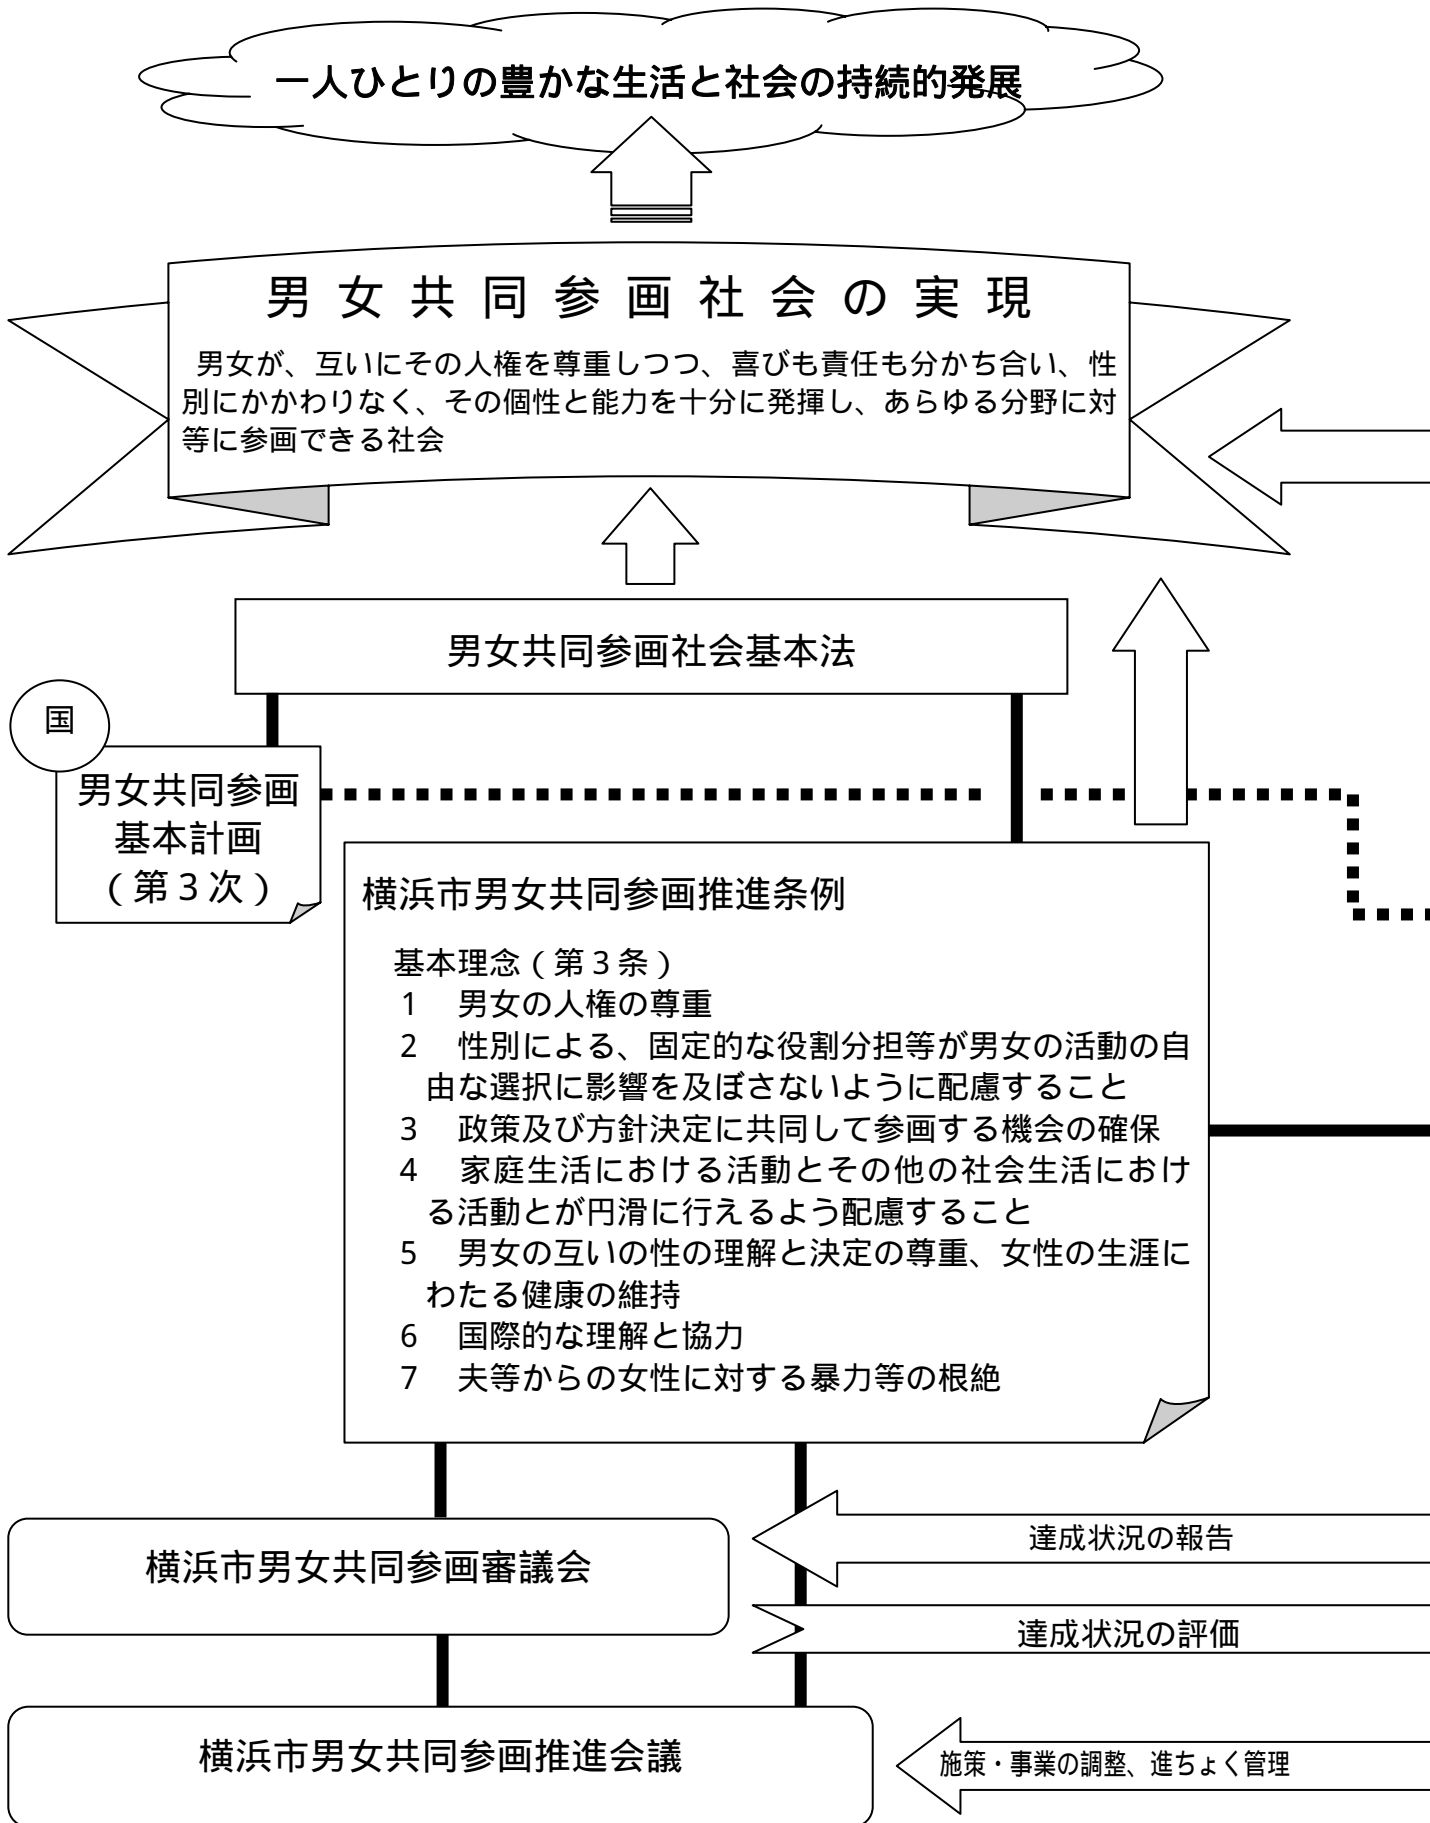 一人ひとりの豊かな生活と社会の持続的発展
男女共同参画社会の実現
男女が、互いにその人権を尊重しつつ、喜びも責任も分かち合い、性
別にかかわりなく、その個性と能力を十分に発揮し、あらゆる分野に対
等に参画できる社会
男女共同参画社会基本法
国
男女共同参画
基本計画
（第３次）
横浜市男女共同参画推進条例
基本理念（第３条）
1　男女の人権の尊重
2　性別による、固定的な役割分担等が男女の活動の自
由な選択に影響を及ぼさないように配慮すること
3　政策及び方針決定に共同して参画する機会の確保
4　家庭生活における活動とその他の社会生活におけ
る活動とが円滑に行えるよう配慮すること
5　男女の互いの性の理解と決定の尊重、女性の生涯に
わたる健康の維持
6　国際的な理解と協力
7　夫等からの女性に対する暴力等の根絶
横浜市男女共同参画審議会
達成状況の報告
達成状況の評価
横浜市男女共同参画推進会議
施策・事業の調整、進ちょく管理